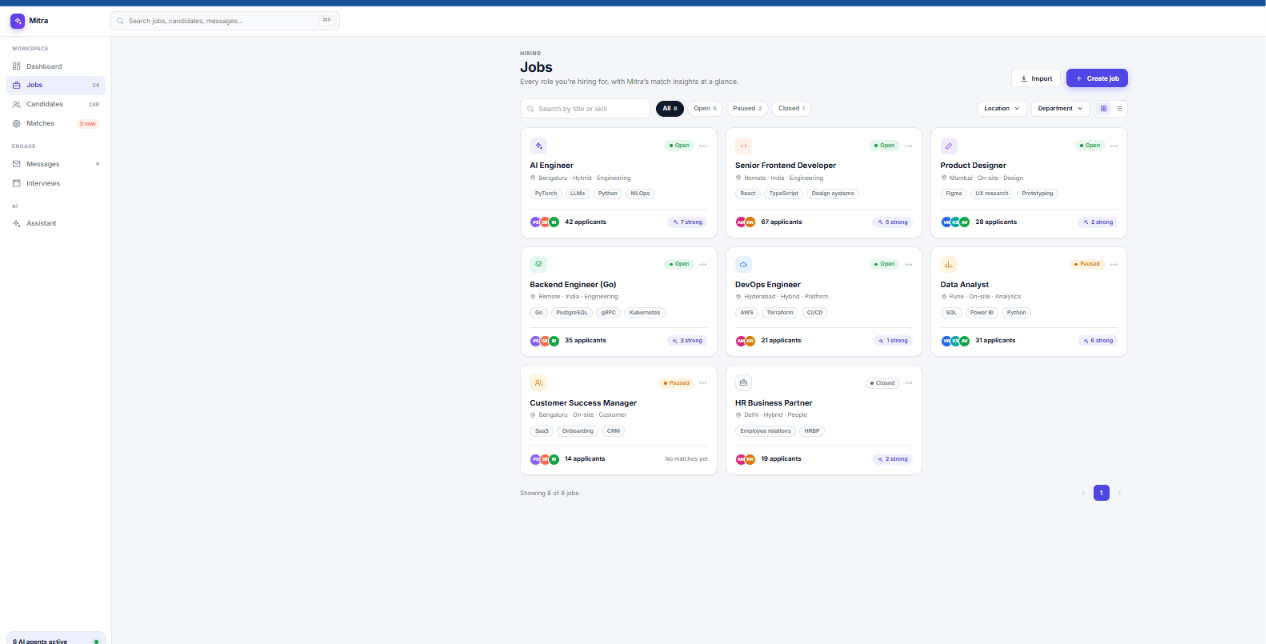 Mitra
Search jobs, candidates, messages...
⌘K
WORKSPACE
Dashboard
Jobs 24
Candidates 248
Matches 3 new
ENGAGE
Messages 4
Interviews
AI
Assistant
6 AI agents active
HIRING
Jobs
Every role you're hiring for, with Mitra's match insights at a glance.
Import
Create job
Search by title or skill
All 8
Open 5
Paused 2
Closed 1
Location
Department
Open
AI Engineer
Bengaluru · Hybrid · Engineering
PyTorch LLMs Python MLOps
42 applicants
7 strong
Open
Senior Frontend Developer
Remote · India · Engineering
React TypeScript Design systems
67 applicants
5 strong
Open
Product Designer
Mumbai · On-site · Design
Figma UX research Prototyping
28 applicants
2 strong
Open
Backend Engineer (Go)
Remote · India · Engineering
Go PostgreSQL gRPC Kubernetes
35 applicants
3 strong
Open
DevOps Engineer
Hyderabad · Hybrid · Platform
AWS Terraform CI/CD
21 applicants
1 strong
Paused
Data Analyst
Pune · On-site · Analytics
SQL Power BI Python
31 applicants
6 strong
Paused
Customer Success Manager
Bengaluru · On-site · Customer
SaaS Onboarding CRM
14 applicants
No matches yet
Closed
HR Business Partner
Delhi · Hybrid · People
Employee relations HRBP
19 applicants
2 strong
Showing 8 of 8 jobs
1